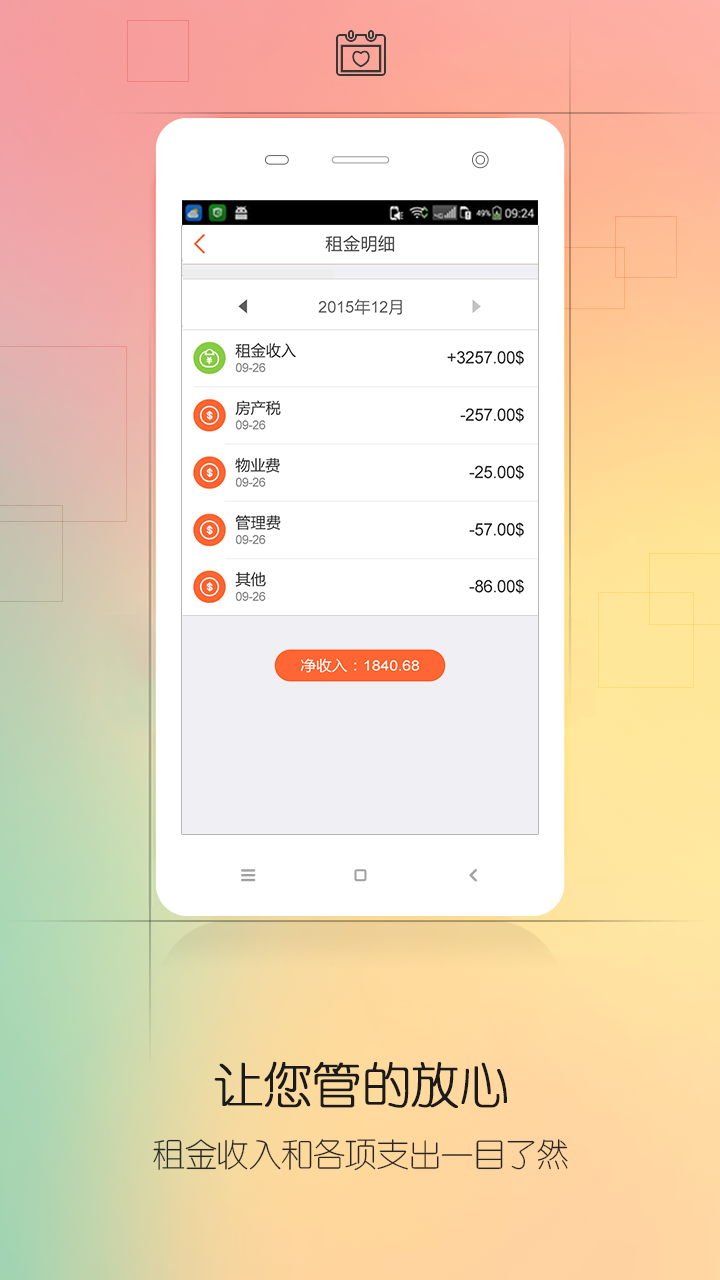 49% 09:24
租金明细
2015年12月
租金收入
09-26
+3257.00$
房产税
09-26
-257.00$
物业费
09-26
-25.00$
管理费
09-26
-57.00$
其他
09-26
-86.00$
净收入：1840.68
让您管的放心
租金收入和各项支出一目了然